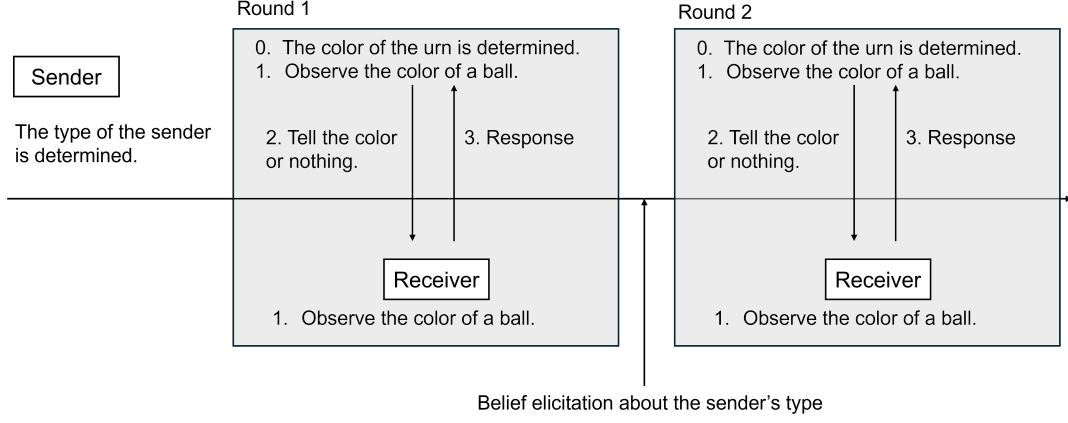 Round 1
Round 2
Sender
The type of the sender
is determined.
0. The color of the urn is determined.
1. Observe the color of a ball.
2. Tell the color
or nothing.
3. Response
Receiver
1. Observe the color of a ball.
0. The color of the urn is determined.
1. Observe the color of a ball.
2. Tell the color
or nothing.
3. Response
Receiver
1. Observe the color of a ball.
Belief elicitation about the sender's type